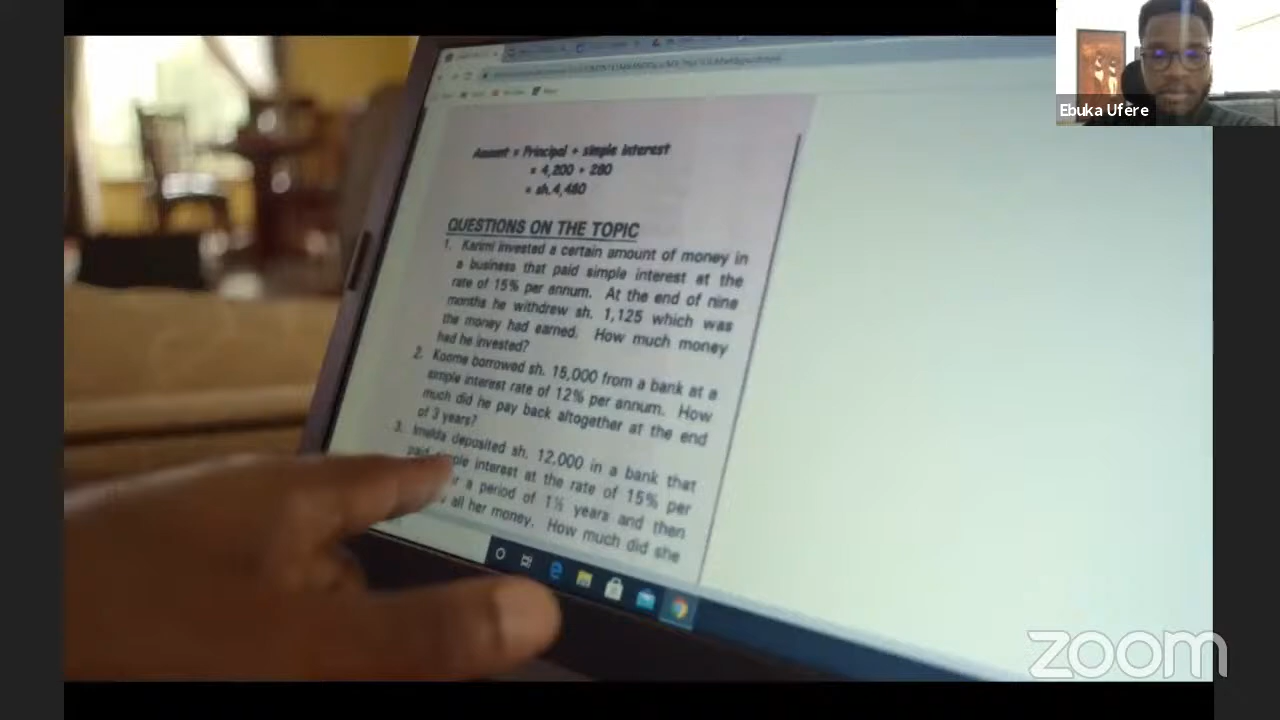 Ebuka Ufere
Amount = Principal + simple interest
= 4,200 + 280
= sh.4,480
QUESTIONS ON THE TOPIC
1. Karimi invested a certain amount of money in
a business that paid simple interest at the
rate of 15% per annum. At the end of nine
months he withdrew sh. 1,125 which was
the money had earned. How much money
had he invested?
2. Koome borrowed sh. 15,000 from a bank at a
simple interest rate of 12% per annum. How
much did he pay back altogether at the end
of 3 years?
3. Imelda deposited sh. 12,000 in a bank that
paid simple interest at the rate of 15% per
a period of 1½ years and then
all her money. How much did she
zoom